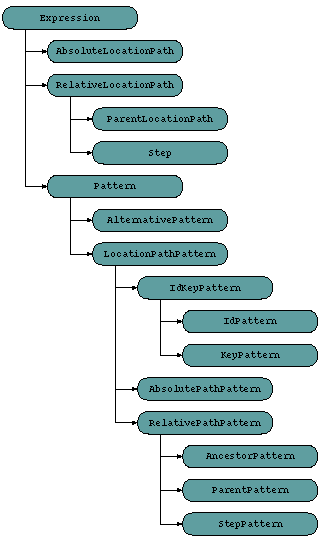 Expression
AbsoluteLocationPath
RelativeLocationPath
ParentLocationPath
Step
Pattern
AlternativePattern
LocationPathPattern
IdKeyPattern
IdPattern
KeyPattern
AbsolutePathPattern
RelativePathPattern
AncestorPattern
ParentPattern
StepPattern